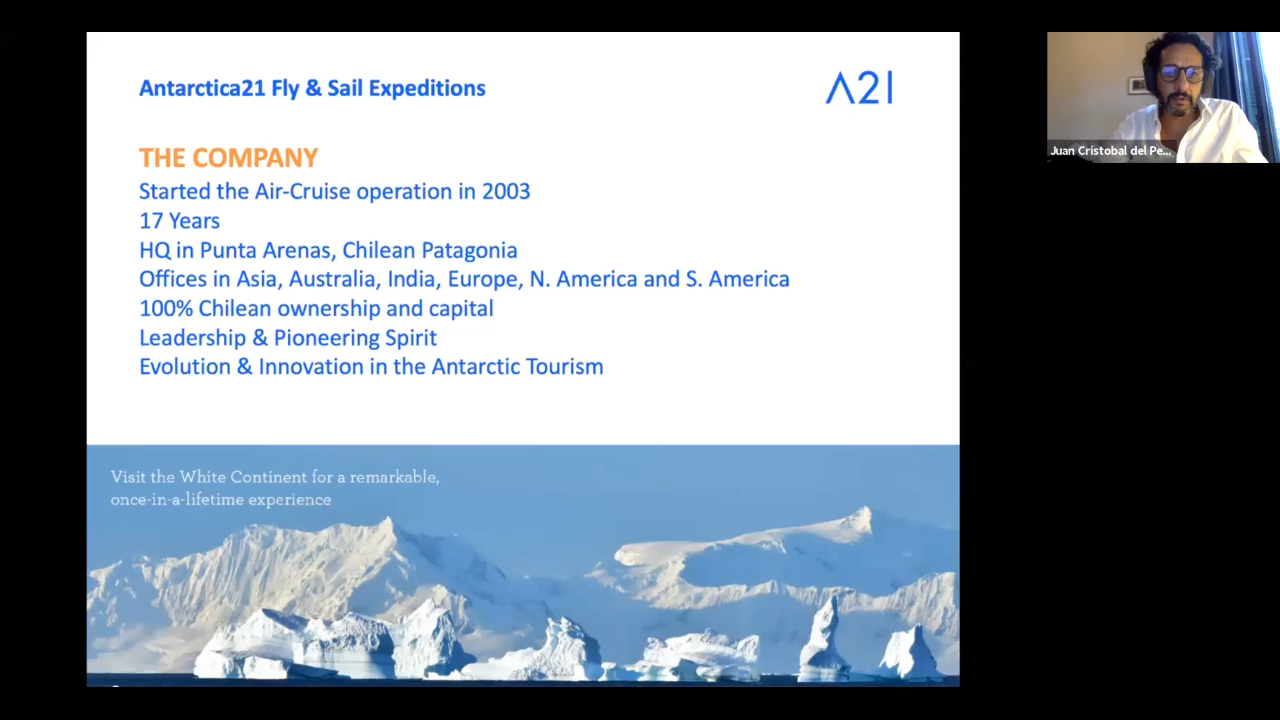 Antarctica21 Fly & Sail Expeditions
A21
THE COMPANY
Started the Air-Cruise operation in 2003
17 Years
HQ in Punta Arenas, Chilean Patagonia
Offices in Asia, Australia, India, Europe, N. America and S. America
100% Chilean ownership and capital
Leadership & Pioneering Spirit
Evolution & Innovation in the Antarctic Tourism
Visit the White Continent for a remarkable,
once-in-a-lifetime experience
Juan Cristobal del Pe...